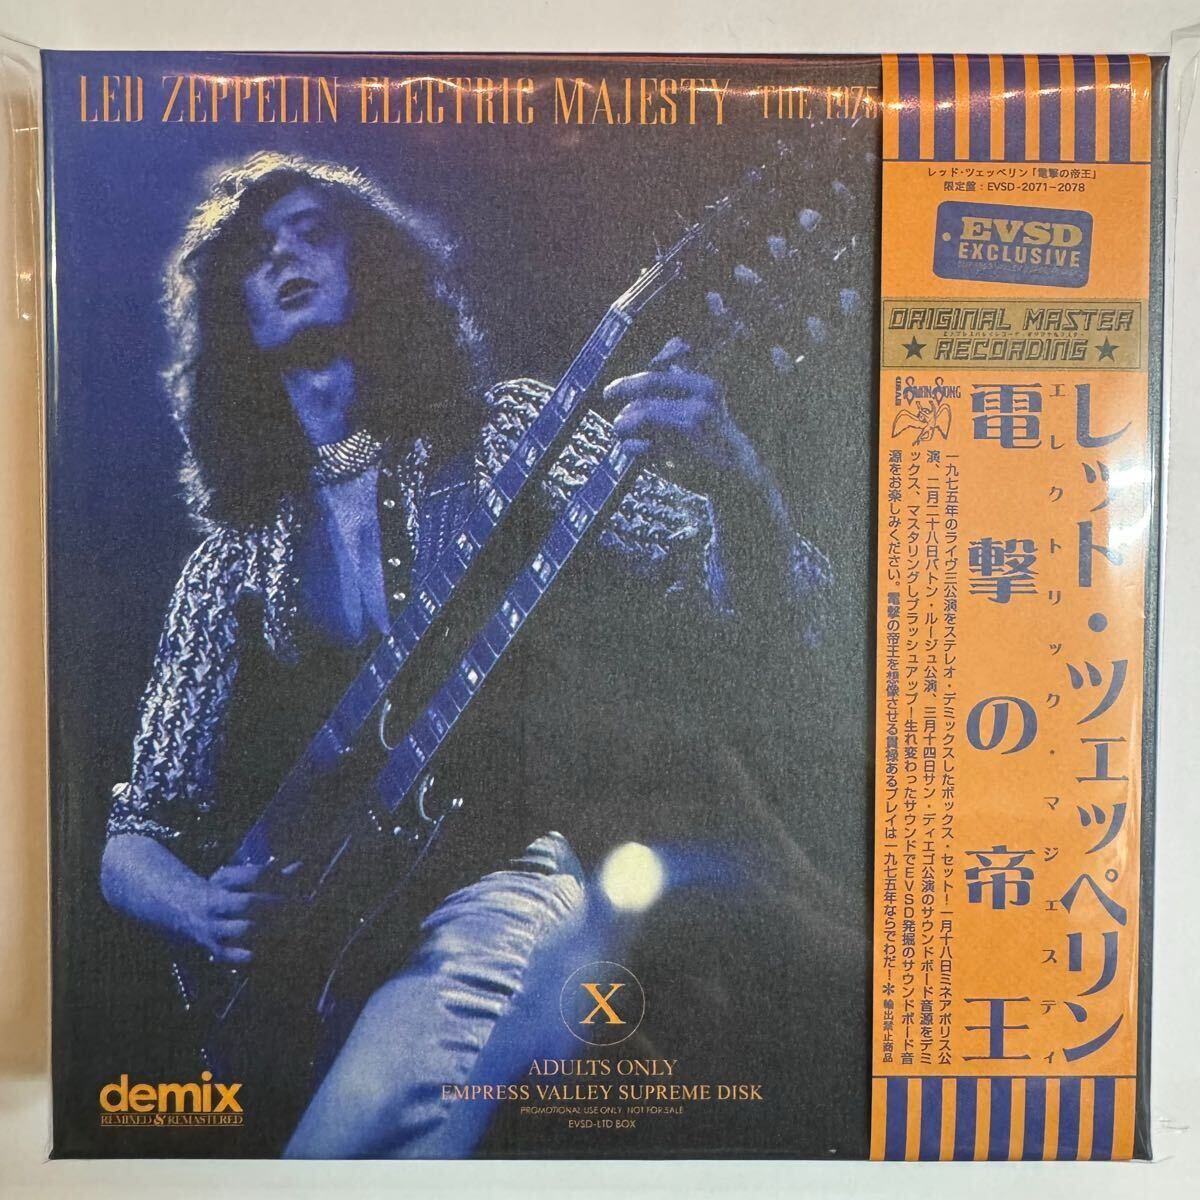 LED ZEPPELIN ELECTRIC MAJESTY THE 1975
レッド・ツェッペリン「電撃の帝王」
限定盤：EVSD-2071-2078
EVSD
EXCLUSIVE
ORIGINAL MASTER
RECORDING
SWAN SONG
EVSD
レッド・ツェッペリン
エレクトリック・マジェスティ
電撃の帝王
一九七五年のライヴ三公演をステレオ・デミックスしたボックス・セット！一月十八日ミネアポリス公
演、二月二十八日バトン・ルージュ公演、三月十四日サン・ディエゴ公演のサウンドボード音源をデミ
ックス、マスタリングしブラッシュアップ！生れ変わったサウンドでEVSD発掘のサウンドボード音
源をお楽しみください。電撃の帝王を想像させる貫禄あるプレイは一九七五年ならでわだ！＊輸出禁止商品
X
ADULTS ONLY
EMPRESS VALLEY SUPREME DISK
PROMOTIONAL USE ONLY. NOT FOR SALE
EVSD-LTD BOX
demix
REMIXED & REMASTERED